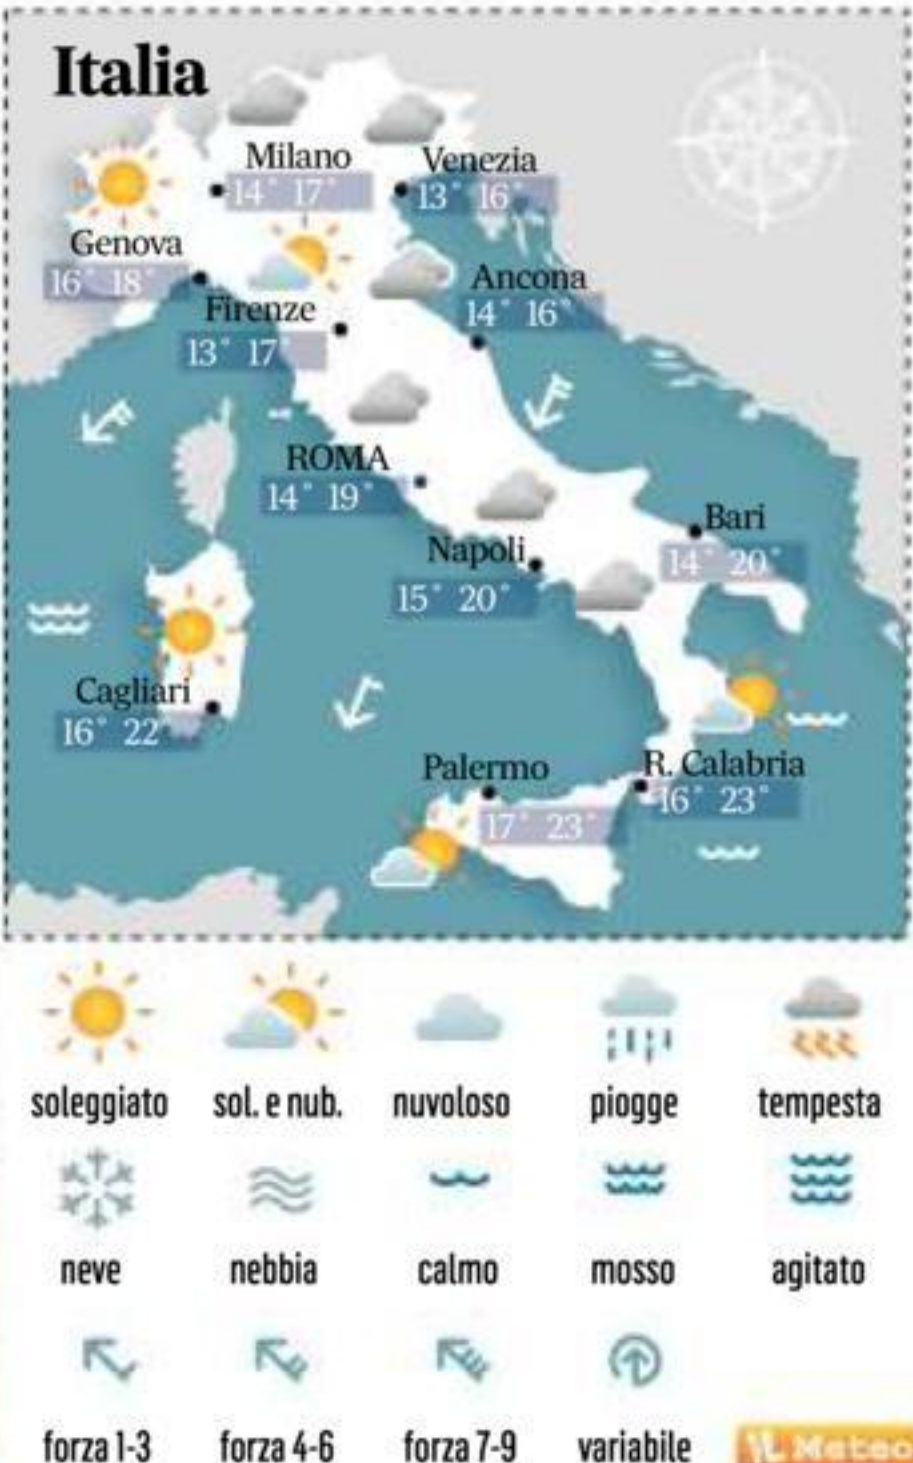 Italia
Milano
14° 17°
Venezia
13° 16°
Genova
16° 18°
Ancona
14° 16°
Firenze
13° 17°
ROMA
14° 19°
Bari
14° 20°
Napoli
15° 20°
Cagliari
16° 22°
Palermo
17° 23°
R. Calabria
16° 23°
soleggiato sol. e nub. nuvoloso piogge tempesta
neve nebbia calmo mosso agitato
forza 1-3 forza 4-6 forza 7-9 variabile
Meteo